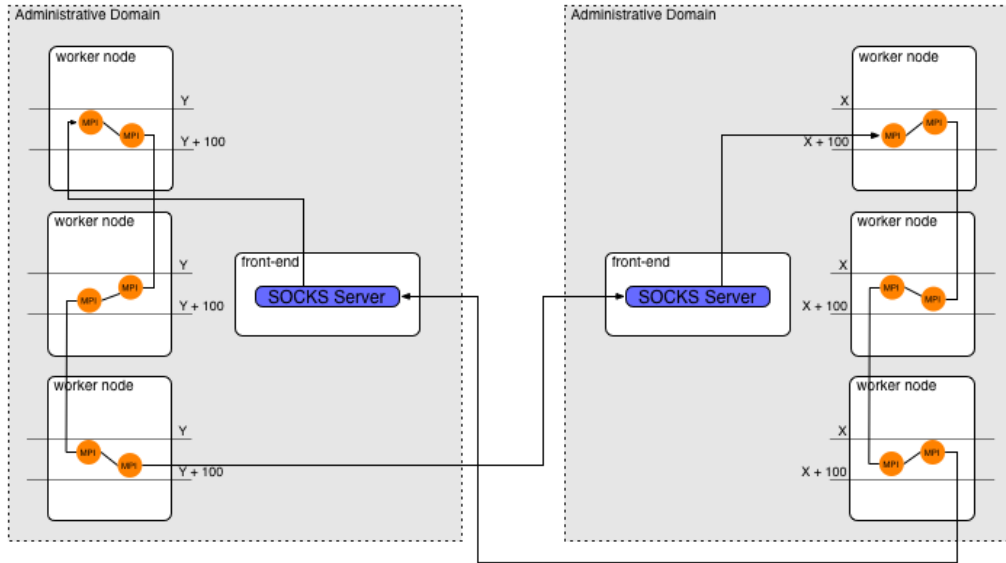 Administrative Domain
worker node
Y
MPI
MPI
Y + 100
worker node
Y
MPI
MPI
Y + 100
front-end
SOCKS Server
worker node
Y
MPI
MPI
Y + 100
Administrative Domain
worker node
X
MPI
MPI
X + 100
front-end
SOCKS Server
worker node
X
MPI
MPI
X + 100
worker node
X
MPI
MPI
X + 100